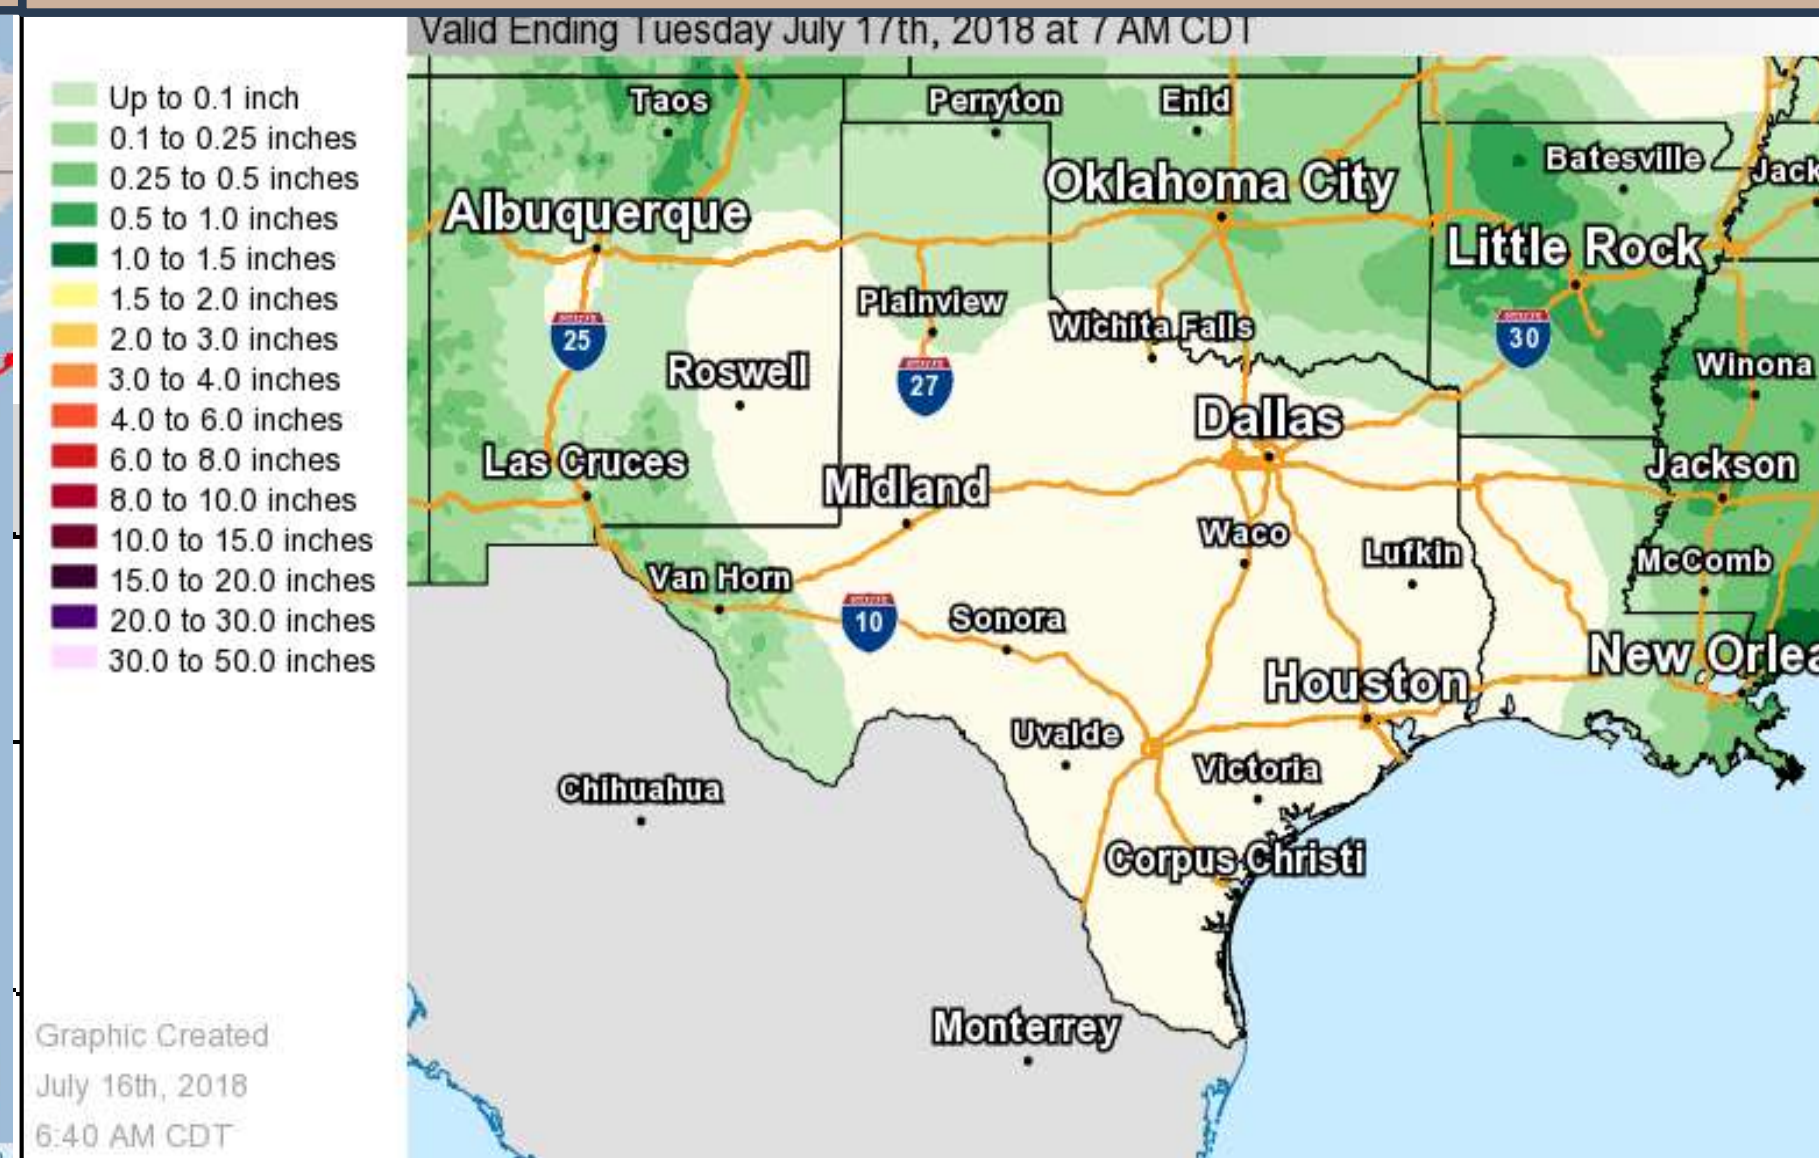 Valid Ending Tuesday July 17th, 2018 at 7 AM CDT
Up to 0.1 inch
0.1 to 0.25 inches
0.25 to 0.5 inches
0.5 to 1.0 inches
1.0 to 1.5 inches
1.5 to 2.0 inches
2.0 to 3.0 inches
3.0 to 4.0 inches
4.0 to 6.0 inches
6.0 to 8.0 inches
8.0 to 10.0 inches
10.0 to 15.0 inches
15.0 to 20.0 inches
20.0 to 30.0 inches
30.0 to 50.0 inches
Graphic Created
July 16th, 2018
6:40 AM CDT
Taos
Perryton
Enid
Batesville
Jack
Oklahoma City
Albuquerque
Little Rock
Plainview
Wichita Falls
25
30
Winona
Roswell
27
Dallas
Las Cruces
Jackson
Midland
Waco
Lufkin
McComb
Van Horn
10
Sonora
New Orlea
Houston
Uvalde
Victoria
Chihuahua
Corpus Christi
Monterrey